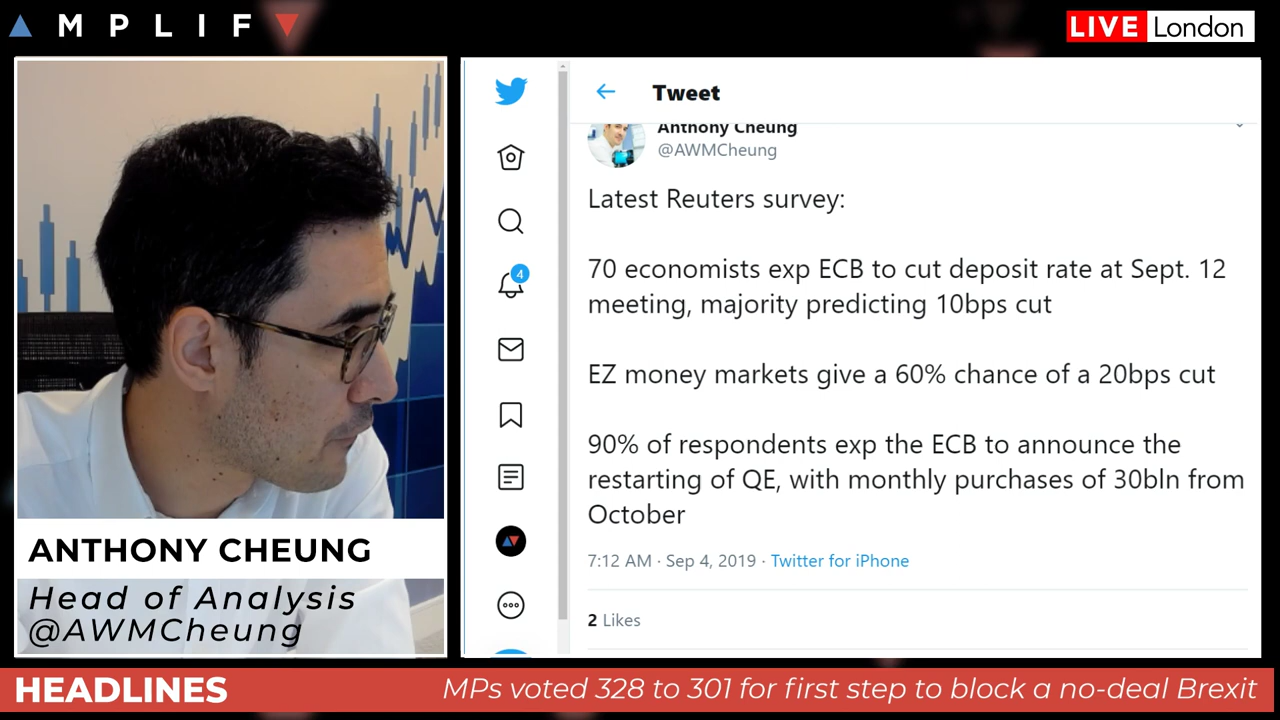 AMPLIFY
LIVE London
Tweet
Anthony Cheung
@AWMCheung
Latest Reuters survey:
70 economists exp ECB to cut deposit rate at Sept. 12
meeting, majority predicting 10bps cut
EZ money markets give a 60% chance of a 20bps cut
90% of respondents exp the ECB to announce the
restarting of QE, with monthly purchases of 30bln from
October
7:12 AM · Sep 4, 2019 · Twitter for iPhone
2 Likes
4
ANTHONY CHEUNG
Head of Analysis
@AWMCheung
HEADLINES
MPs voted 328 to 301 for first step to block a no-deal Brexit